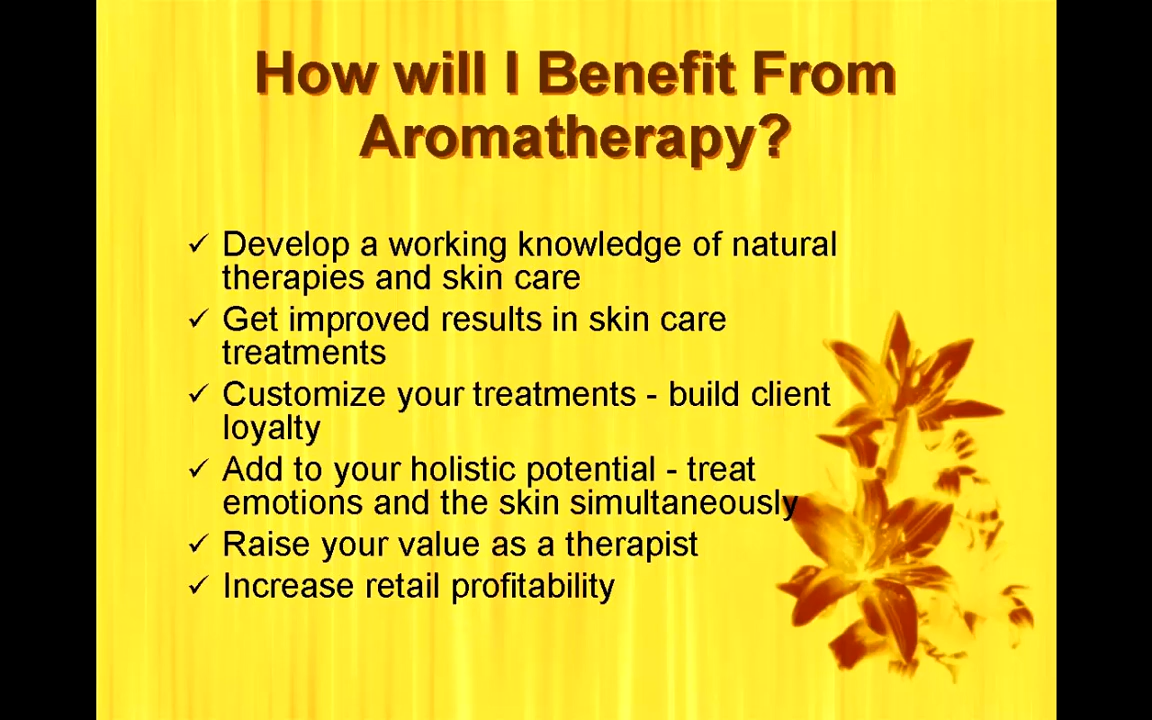 How will I Benefit From
Aromatherapy?
✓ Develop a working knowledge of natural
therapies and skin care
✓ Get improved results in skin care
treatments
✓ Customize your treatments - build client
loyalty
✓ Add to your holistic potential - treat
emotions and the skin simultaneously
✓ Raise your value as a therapist
✓ Increase retail profitability